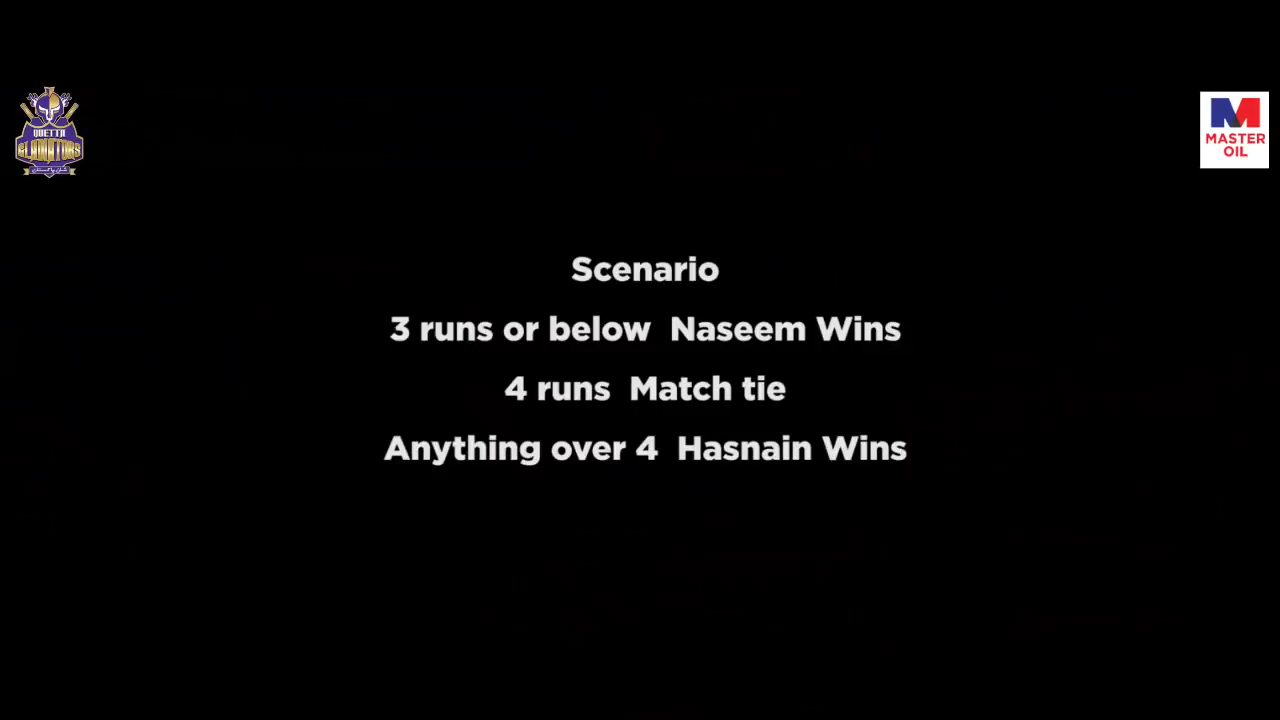 QUETTA
GLADIATORS
MASTER
OIL
Scenario
3 runs or below Naseem Wins
4 runs Match tie
Anything over 4 Hasnain Wins